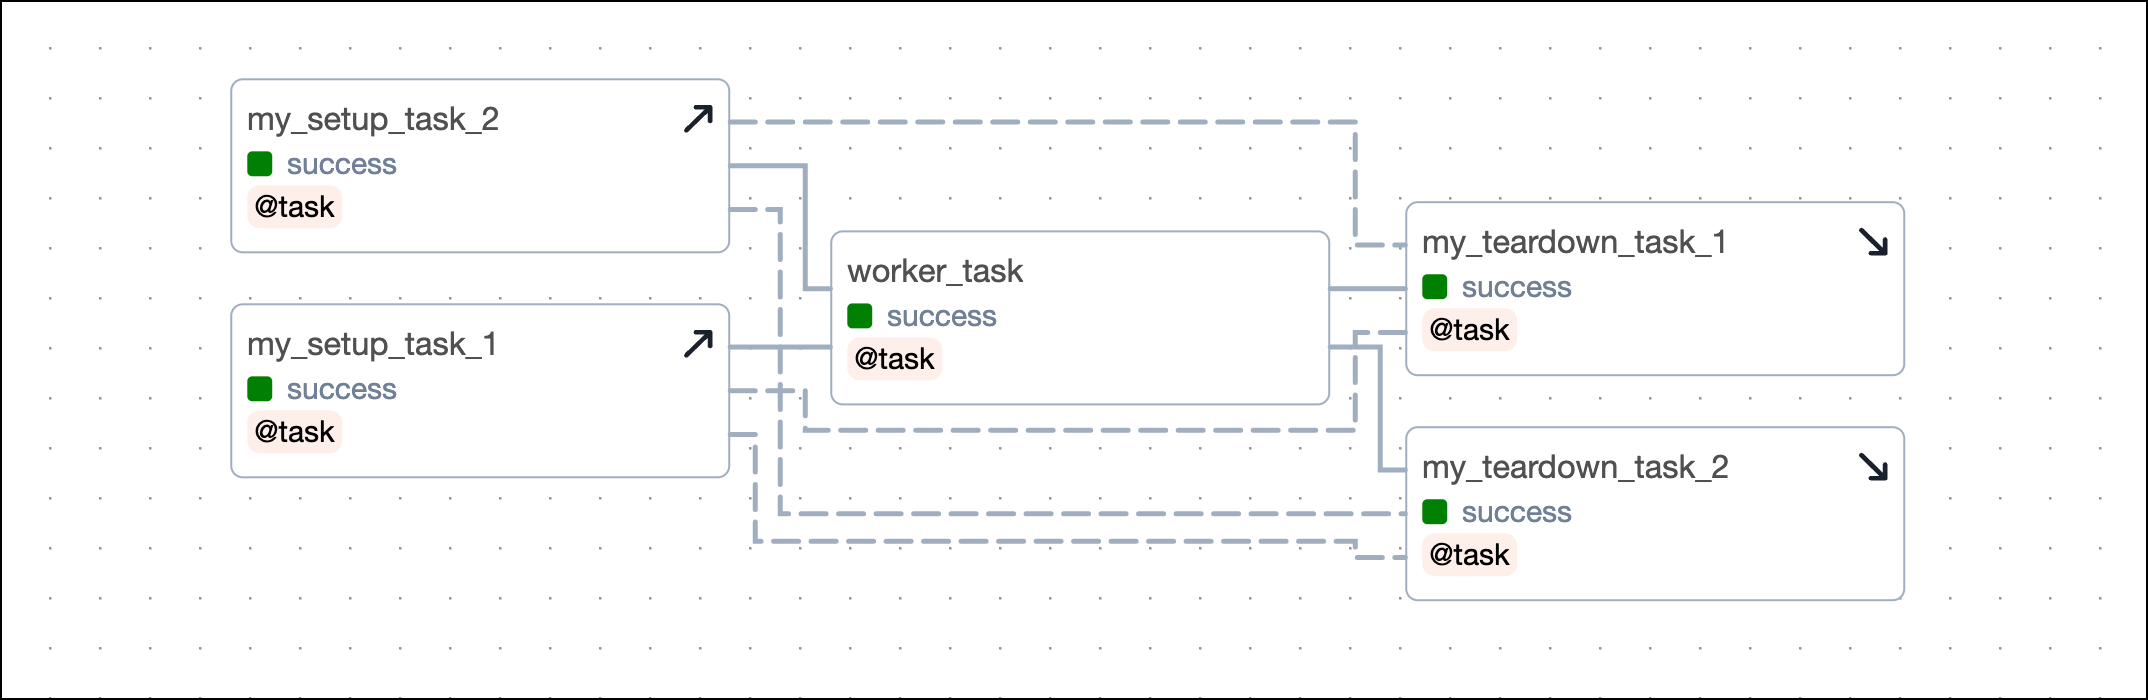 my_setup_task_2
success
@task
my_setup_task_1
success
@task
worker_task
success
@task
my_teardown_task_1
success
@task
my_teardown_task_2
success
@task